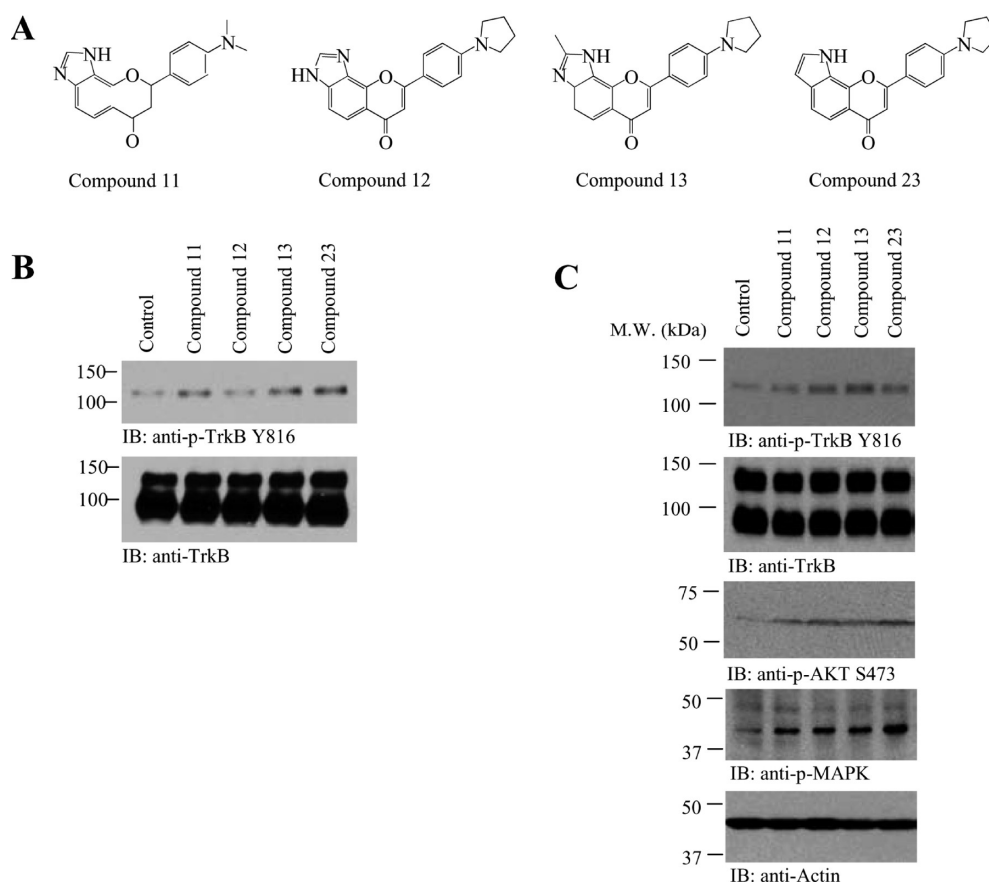 A
N
NH
O
N
O
N
HN
O
N
O
NH
N
O
N
O
H
N
O
N
O
Compound 11
Compound 12
Compound 13
Compound 23
B
Control
Compound 11
Compound 12
Compound 13
Compound 23
150
100
IB: anti-p-TrkB Y816
150
100
IB: anti-TrkB
C
Control
Compound 11
Compound 12
Compound 13
Compound 23
M.W. (kDa)
150
100
IB: anti-p-TrkB Y816
150
100
IB: anti-TrkB
75
50
IB: anti-p-AKT S473
50
37
IB: anti-p-MAPK
50
37
IB: anti-Actin